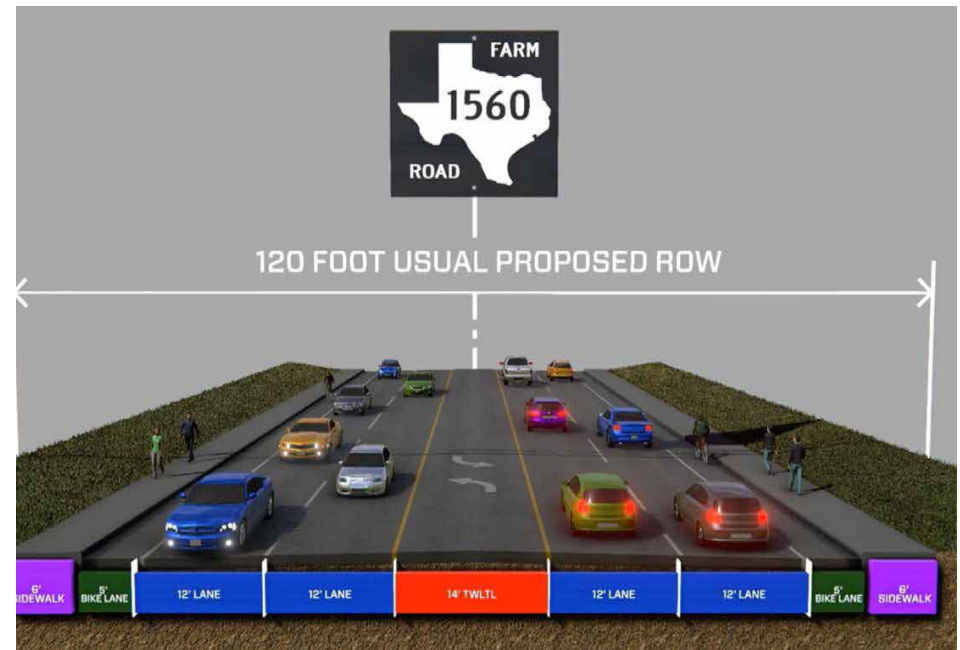 FARM
1560
ROAD
120 FOOT USUAL PROPOSED ROW
6'
SIDEWALK
5'
BIKE LANE
12' LANE
12' LANE
14' TWLTL
12' LANE
12' LANE
5'
BIKE LANE
6'
SIDEWALK